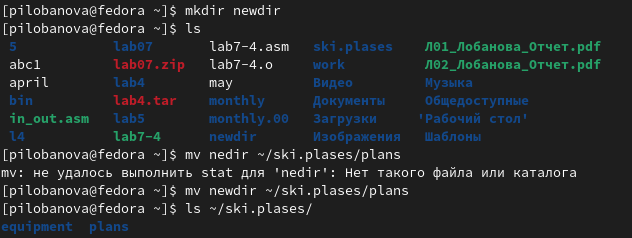 [pilobanova@fedora ~]$ mkdir newdir
[pilobanova@fedora ~]$ ls
5 lab07 lab7-4.asm ski.plases Л01_Лобанова_Отчет.pdf
abc1 lab07.zip lab7-4.o work Л02_Лобанова_Отчет.pdf
april lab4 may Видео Музыка
bin lab4.tar monthly Документы Общедоступные
in_out.asm lab5 monthly.00 Загрузки 'Рабочий стол'
l4 lab7-4 newdir Изображения Шаблоны
[pilobanova@fedora ~]$ mv nedir ~/ski.plases/plans
mv: не удалось выполнить stat для 'nedir': Нет такого файла или каталога
[pilobanova@fedora ~]$ mv newdir ~/ski.plases/plans
[pilobanova@fedora ~]$ ls ~/ski.plases/
equipment plans